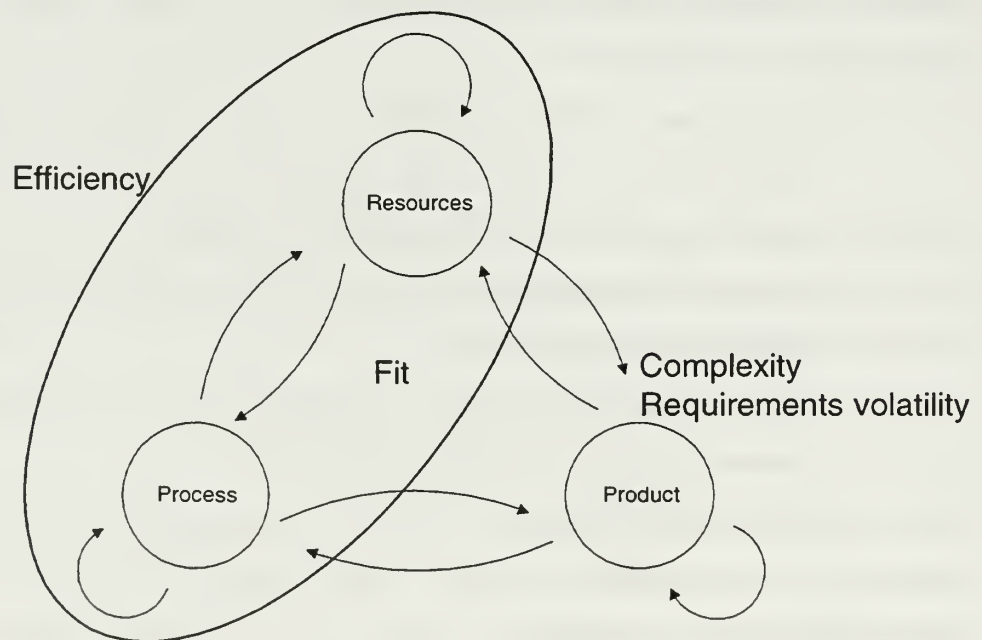 Efficiency
Resources
Fit
Complexity
Requirements volatility
Process
Product